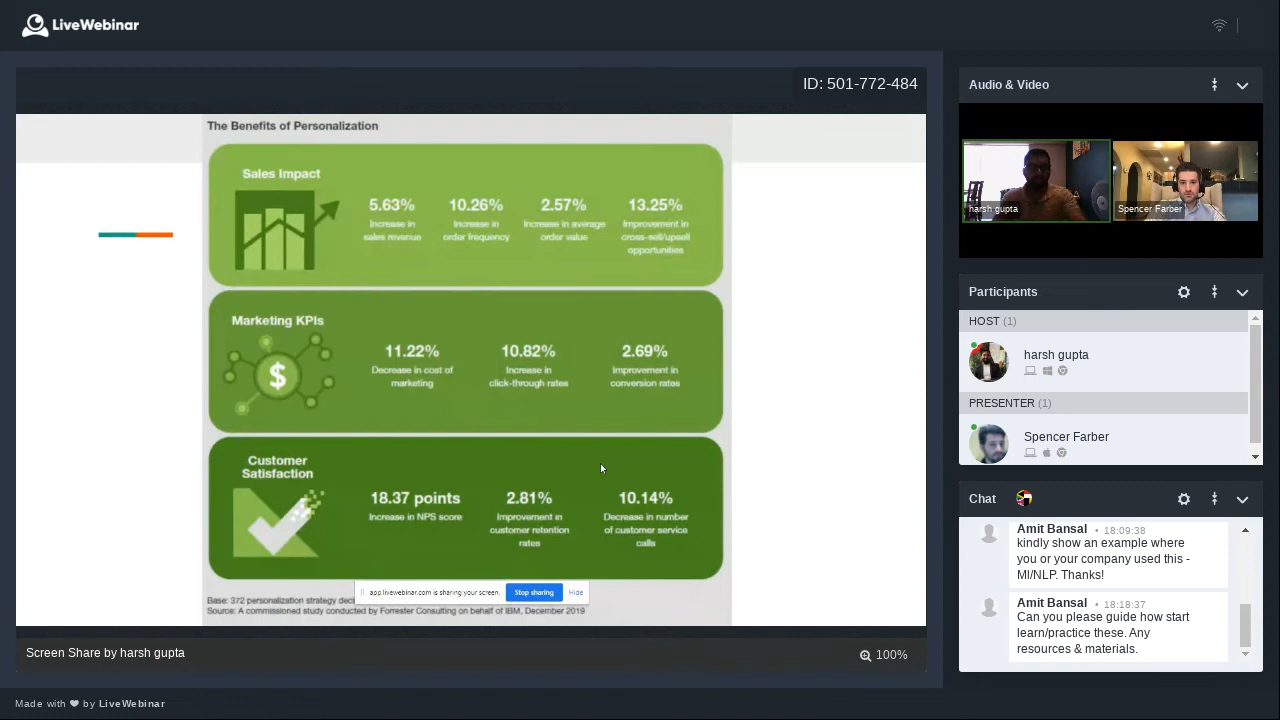 LiveWebinar
ID: 501-772-484
The Benefits of Personalization
Sales Impact
5.63%
Increase in
sales revenue
10.26%
Increase in
order frequency
2.57%
Increase in average
order value
13.25%
Improvement in
cross-sell/upsell
opportunities
Marketing KPIs
$
11.22%
Decrease in cost of
marketing
10.82%
Increase in
click-through rates
2.69%
Improvement in
conversion rates
Customer
Satisfaction
18.37 points
Increase in NPS score
2.81%
Improvement in
customer retention
rates
10.14%
Decrease in number
of customer service
calls
Base: 372 personalization strategy
app.livewebinar.com is sharing your screen.
Stop sharing
Hide
Source: A commissioned study conducted by Forrester Consulting on behalf of IBM, December 2019
Screen Share by harsh gupta
100%
Made with ❤ by LiveWebinar
Audio & Video
harsh gupta
Spencer Farber
Participants
HOST (1)
harsh gupta
PRESENTER (1)
Spencer Farber
Chat
Amit Bansal • 18:09:38
kindly show an example where
you or your company used this -
MI/NLP. Thanks!
Amit Bansal • 18:18:37
Can you please guide how start
learn/practice these. Any
resources & materials.